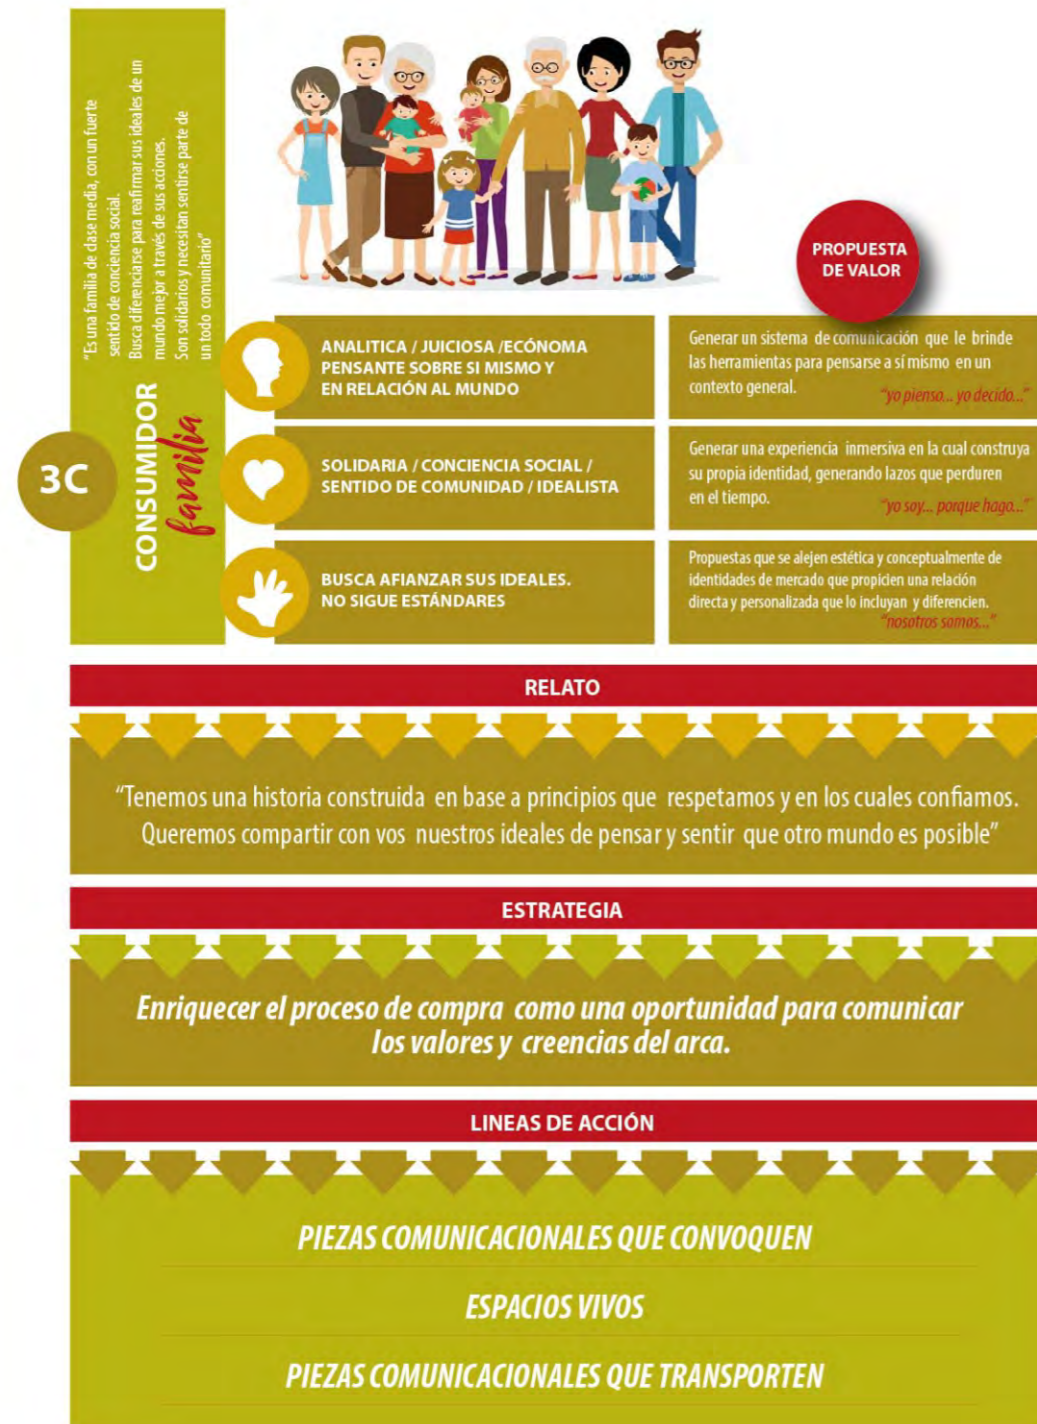 "Es una familia de clase media, con un fuerte
sentido de conciencia social.
Busca diferenciarse para reafirmar sus ideales de un
mundo mejor a través de sus acciones.
Son solidarios y necesitan sentirse parte de
un todo comunitario"
3C
CONSUMIDOR
familia
PROPUESTA
DE VALOR
ANALITICA / JUICIOSA /ECÓNOMA
PENSANTE SOBRE SI MISMO Y
EN RELACIÓN AL MUNDO
Generar un sistema de comunicación que le brinde
las herramientas para pensarse a sí mismo en un
contexto general.
"yo pienso... yo decido..."
SOLIDARIA / CONCIENCIA SOCIAL /
SENTIDO DE COMUNIDAD / IDEALISTA
Generar una experiencia inmersiva en la cual construya
su propia identidad, generando lazos que perduren
en el tiempo.
"yo soy... porque hago..."
BUSCA AFIANZAR SUS IDEALES.
NO SIGUE ESTÁNDARES
Propuestas que se alejen estética y conceptualmente de
identidades de mercado que propicien una relación
directa y personalizada que lo incluyan y diferencien.
"nosotros somos..."
RELATO
"Tenemos una historia construida en base a principios que respetamos y en los cuales confiamos.
Queremos compartir con vos nuestros ideales de pensar y sentir que otro mundo es posible"
ESTRATEGIA
Enriquecer el proceso de compra como una oportunidad para comunicar
los valores y creencias del arca.
LINEAS DE ACCIÓN
PIEZAS COMUNICACIONALES QUE CONVOQUEN
ESPACIOS VIVOS
PIEZAS COMUNICACIONALES QUE TRANSPORTEN